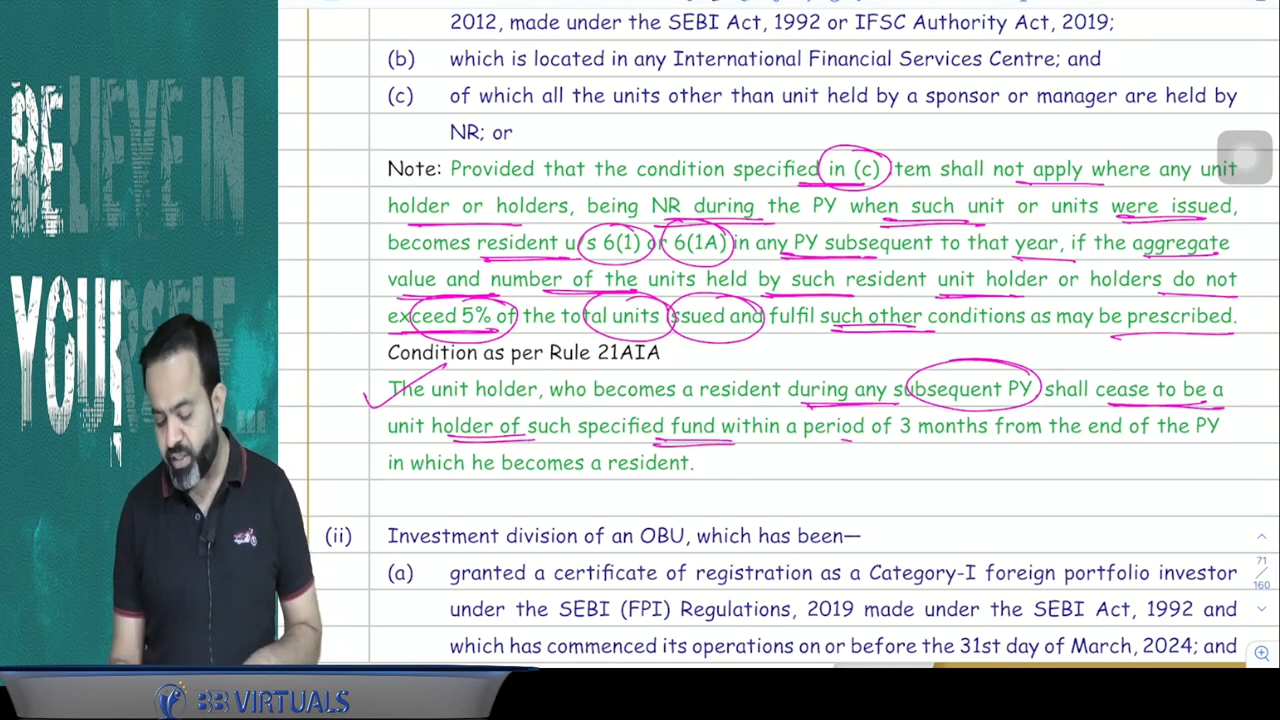 BELIEVE IN
YOURSELF...
2012, made under the SEBI Act, 1992 or IFSC Authority Act, 2019;
(b) which is located in any International Financial Services Centre; and
(c) of which all the units other than unit held by a sponsor or manager are held by
NR; or
Note: Provided that the condition specified in (c) item shall not apply where any unit
holder or holders, being NR during the PY when such unit or units were issued,
becomes resident u/s 6(1) or 6(1A) in any PY subsequent to that year, if the aggregate
value and number of the units held by such resident unit holder or holders do not
exceed 5% of the total units issued and fulfil such other conditions as may be prescribed.
Condition as per Rule 21AIA
The unit holder, who becomes a resident during any subsequent PY shall cease to be a
unit holder of such specified fund within a period of 3 months from the end of the PY
in which he becomes a resident.
(ii) Investment division of an OBU, which has been—
(a) granted a certificate of registration as a Category-I foreign portfolio investor
under the SEBI (FPI) Regulations, 2019 made under the SEBI Act, 1992 and
which has commenced its operations on or before the 31st day of March, 2024; and
71
160
BB VIRTUALS